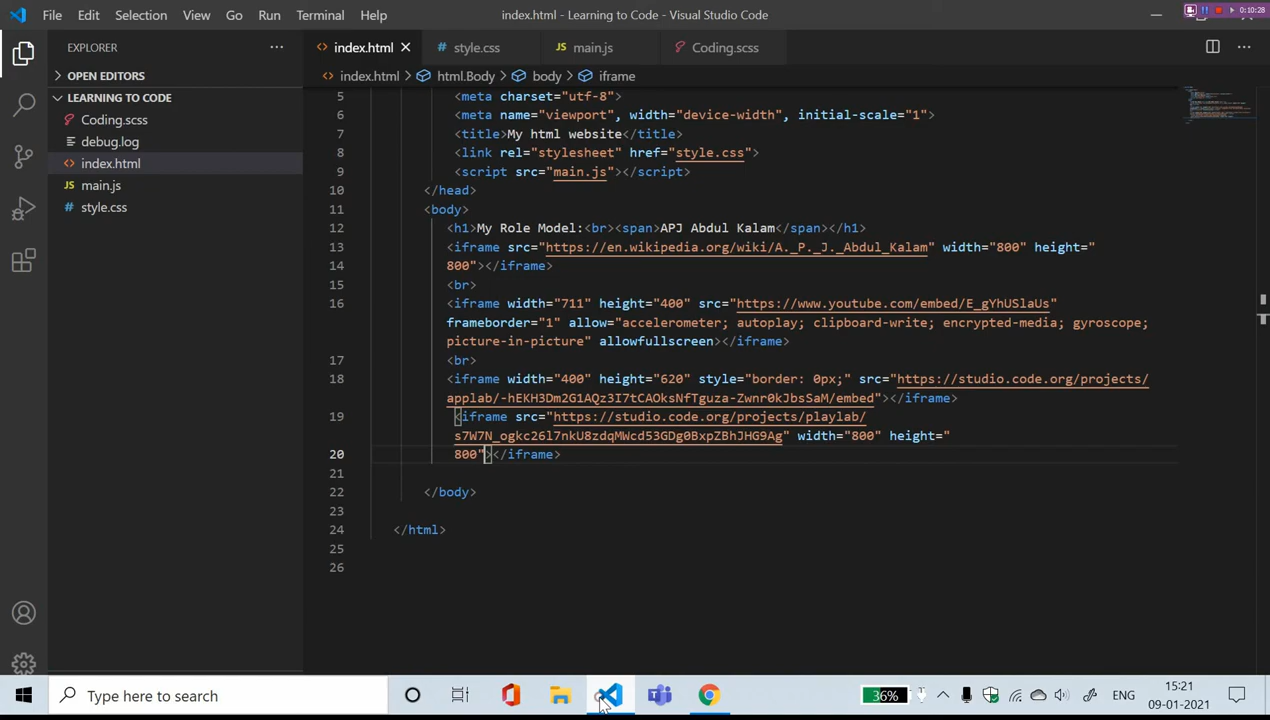 File Edit Selection View Go Run Terminal Help
index.html - Learning to Code - Visual Studio Code
0:10:28
EXPLORER
index.html
style.css
main.js
Coding.scss
OPEN EDITORS
index.html > html.Body > body > iframe
LEARNING TO CODE
Coding.scss
debug.log
index.html
main.js
style.css
5 <meta charset="utf-8">
6 <meta name="viewport", width="device-width", initial-scale="1">
7 <title>My html website</title>
8 <link rel="stylesheet" href="style.css">
9 <script src="main.js"></script>
10 </head>
11 <body>
12 <h1>My Role Model:<br><span>APJ Abdul Kalam</span></h1>
13 <iframe src="https://en.wikipedia.org/wiki/A._P._J._Abdul_Kalam" width="800" height="
14 800"></iframe>
15 <br>
16 <iframe width="711" height="400" src="https://www.youtube.com/embed/E_gYhUSlaUs"
frameborder="1" allow="accelerometer; autoplay; clipboard-write; encrypted-media; gyroscope;
picture-in-picture" allowfullscreen></iframe>
17 <br>
18 <iframe width="400" height="620" style="border: 0px;" src="https://studio.code.org/projects/
applab/-hEKH3Dm2G1AQz3I7tCAOksNfTguza-Zwnr0kJbsSaM/embed"></iframe>
19 <iframe src="https://studio.code.org/projects/playlab/
s7W7N_ogkc26l7nkU8zdqMWcd53GDg0BxpZBhJHG9Ag" width="800" height="
20 800"></iframe>
21
22 </body>
23
24 </html>
25
26
Type here to search
36%
ENG
15:21
09-01-2021